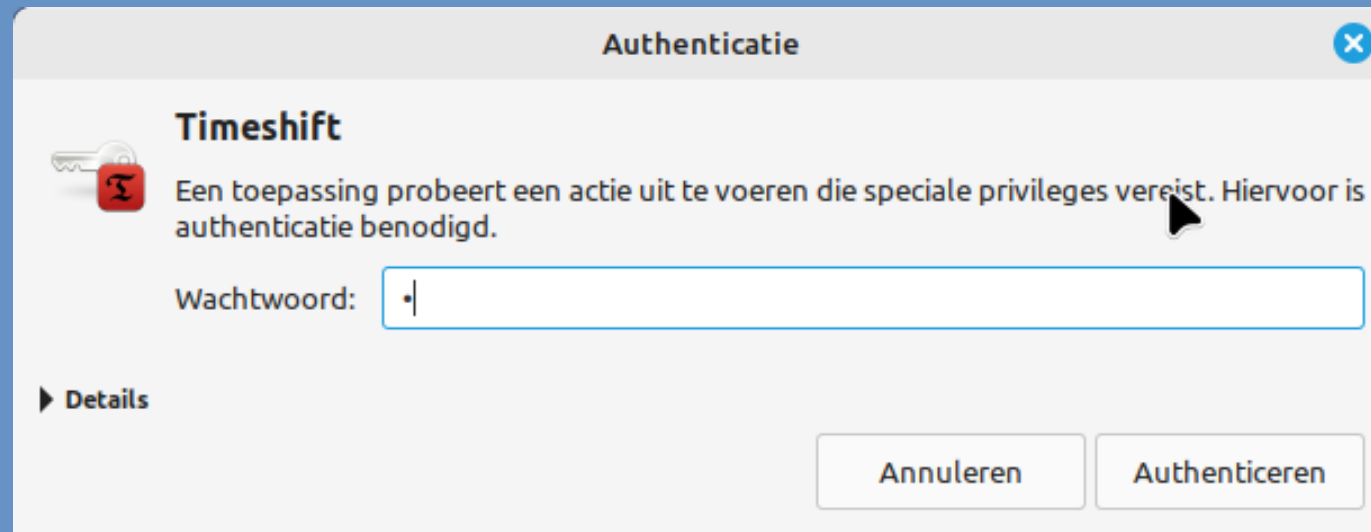 Authenticatie
Timeshift
Een toepassing probeert een actie uit te voeren die speciale privileges vereist. Hiervoor is
authenticatie benodigd.
Wachtwoord: •
Details
Annuleren Authenticeren